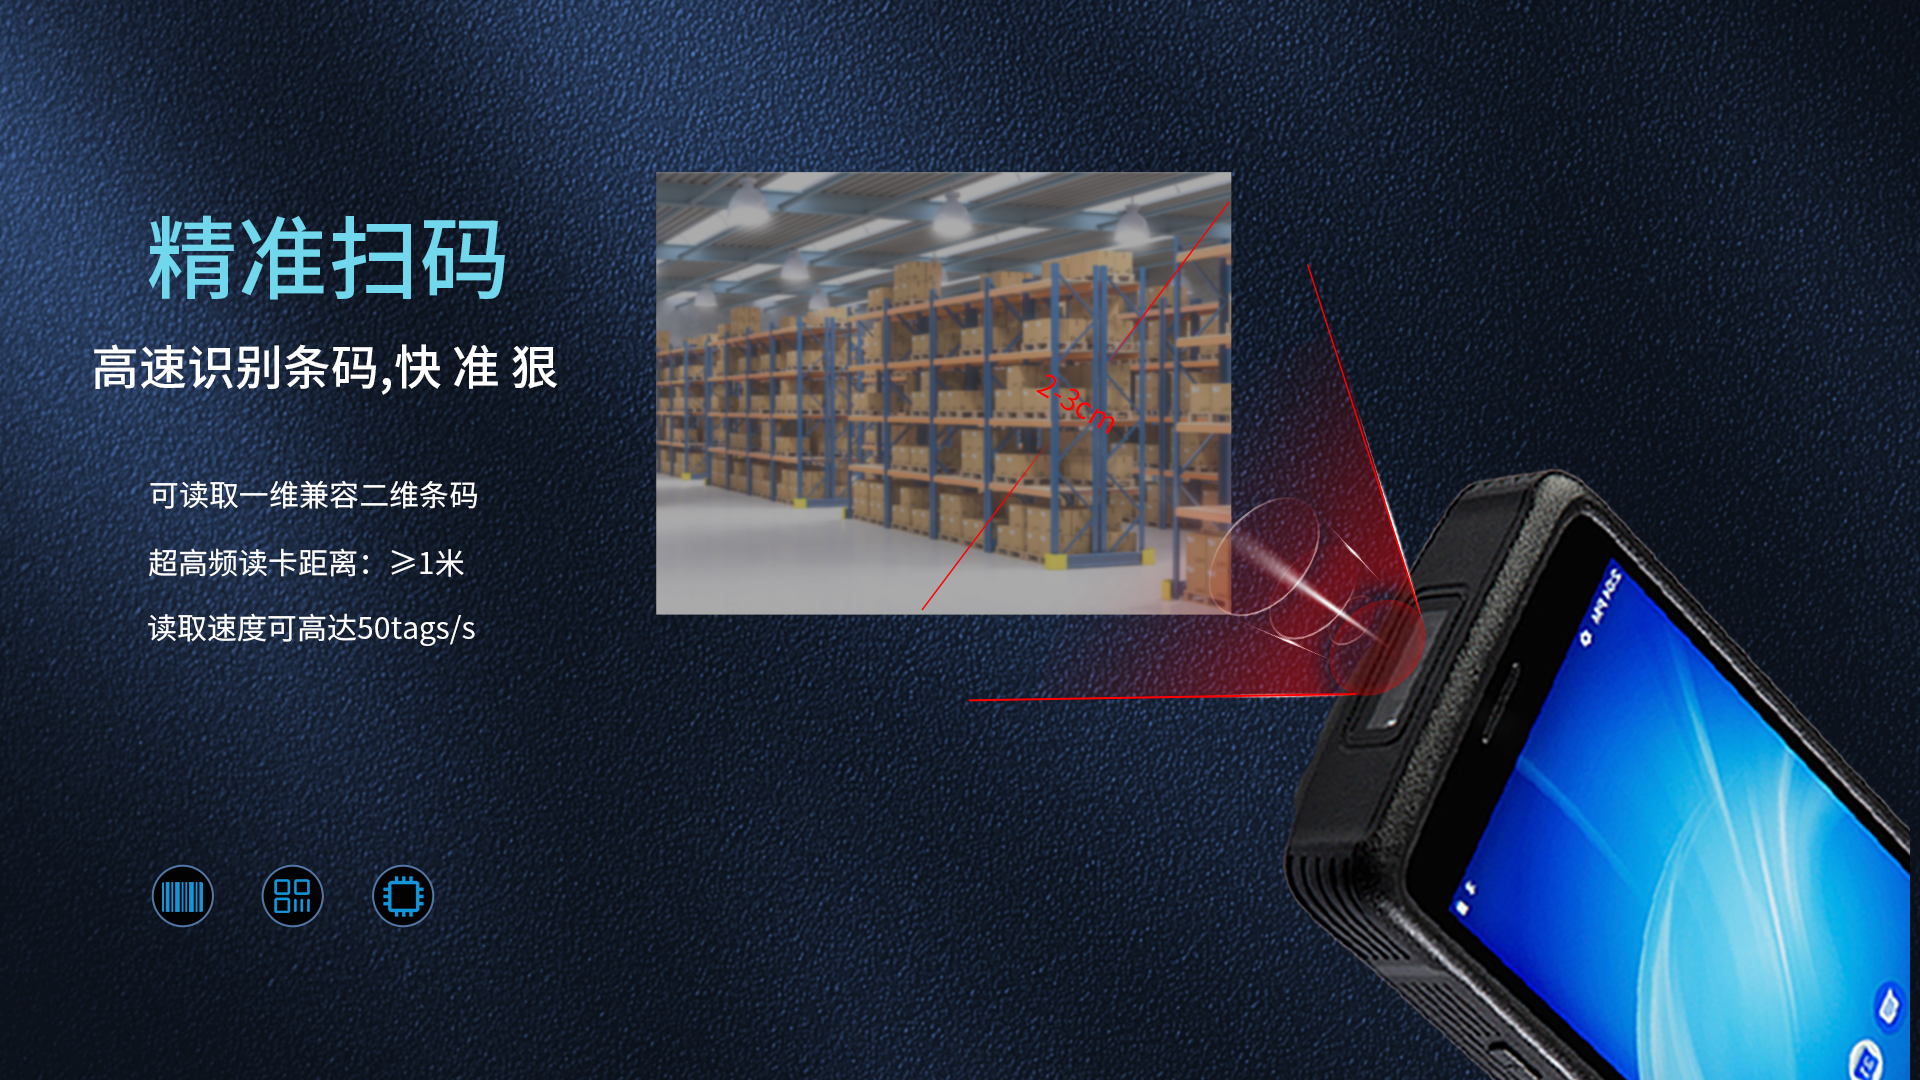 精准扫码
高速识别条码,快 准 狠
可读取一维兼容二维条码
超高频读卡距离：≥1米
读取速度可高达50tags/s
2-3cm
31